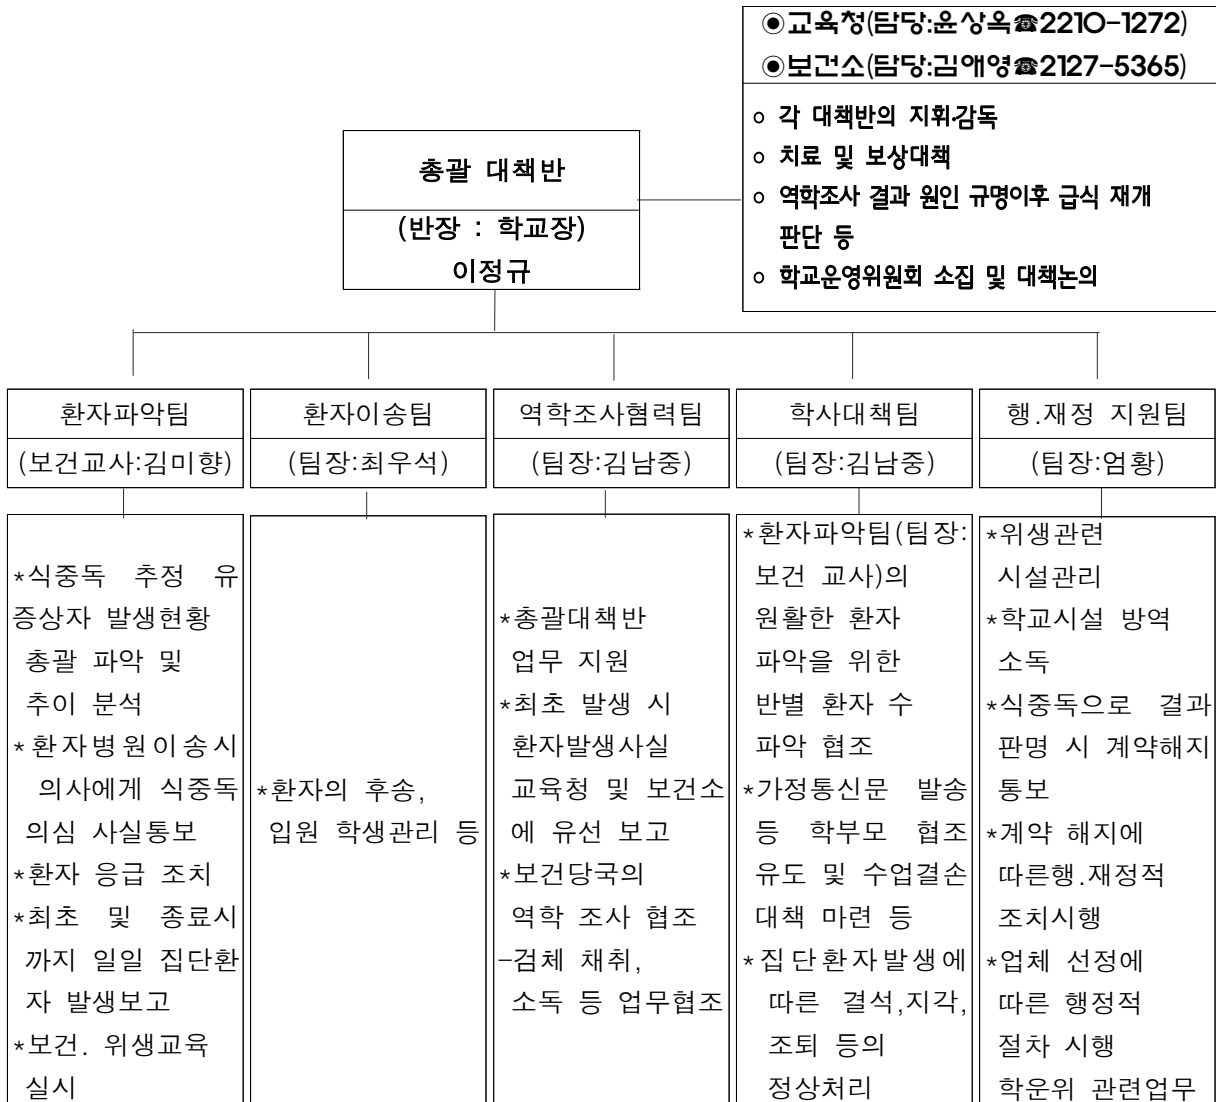 ◉교육청(담당:윤상옥☎2210-1272)
◉보건소(담당:김애영☎2127-5365)
o 각 대책반의 지휘·감독
o 치료 및 보상대책
o 역학조사 결과 원인 규명이후 급식 재개
판단 등
o 학교운영위원회 소집 및 대책논의
총괄 대책반
(반장 : 학교장)
이정규
환자파악팀
(보건교사:김미향)
*식중독 추정 유
증상자 발생현황
총괄 파악 및
추이 분석
*환자병원이송시
의사에게 식중독
의심 사실통보
*환자 응급 조치
*최초 및 종료시
까지 일일 집단환
자 발생보고
*보건. 위생교육
실시
환자이송팀
(팀장:최우석)
*환자의 후송,
입원 학생관리 등
역학조사협력팀
(팀장:김남중)
*총괄대책반
업무 지원
*최초 발생 시
환자발생사실
교육청 및 보건소
에 유선 보고
*보건당국의
역학 조사 협조
-검체 채취,
소독 등 업무협조
학사대책팀
(팀장:김남중)
*환자파악팀(팀장:
보건 교사)의
원활한 환자
파악을 위한
반별 환자 수
파악 협조
*가정통신문 발송
등 학부모 협조
유도 및 수업결손
대책 마련 등
*집단환자발생에
따른 결석,지각,
조퇴 등의
정상처리
행.재정 지원팀
(팀장:엄황)
*위생관련
시설관리
*학교시설 방역
소독
*식중독으로 결과
판명 시 계약해지
통보
*계약 해지에
따른행.재정적
조치시행
*업체 선정에
따른 행정적
절차 시행
학운위 관련업무